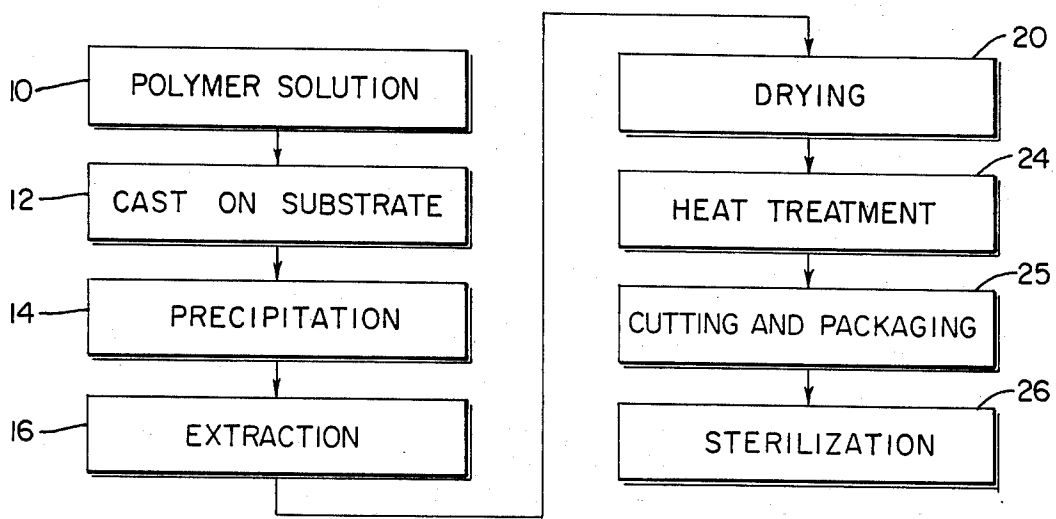 10
POLYMER SOLUTION
12
CAST ON SUBSTRATE
14
PRECIPITATION
16
EXTRACTION
20
DRYING
24
HEAT TREATMENT
25
CUTTING AND PACKAGING
26
STERILIZATION